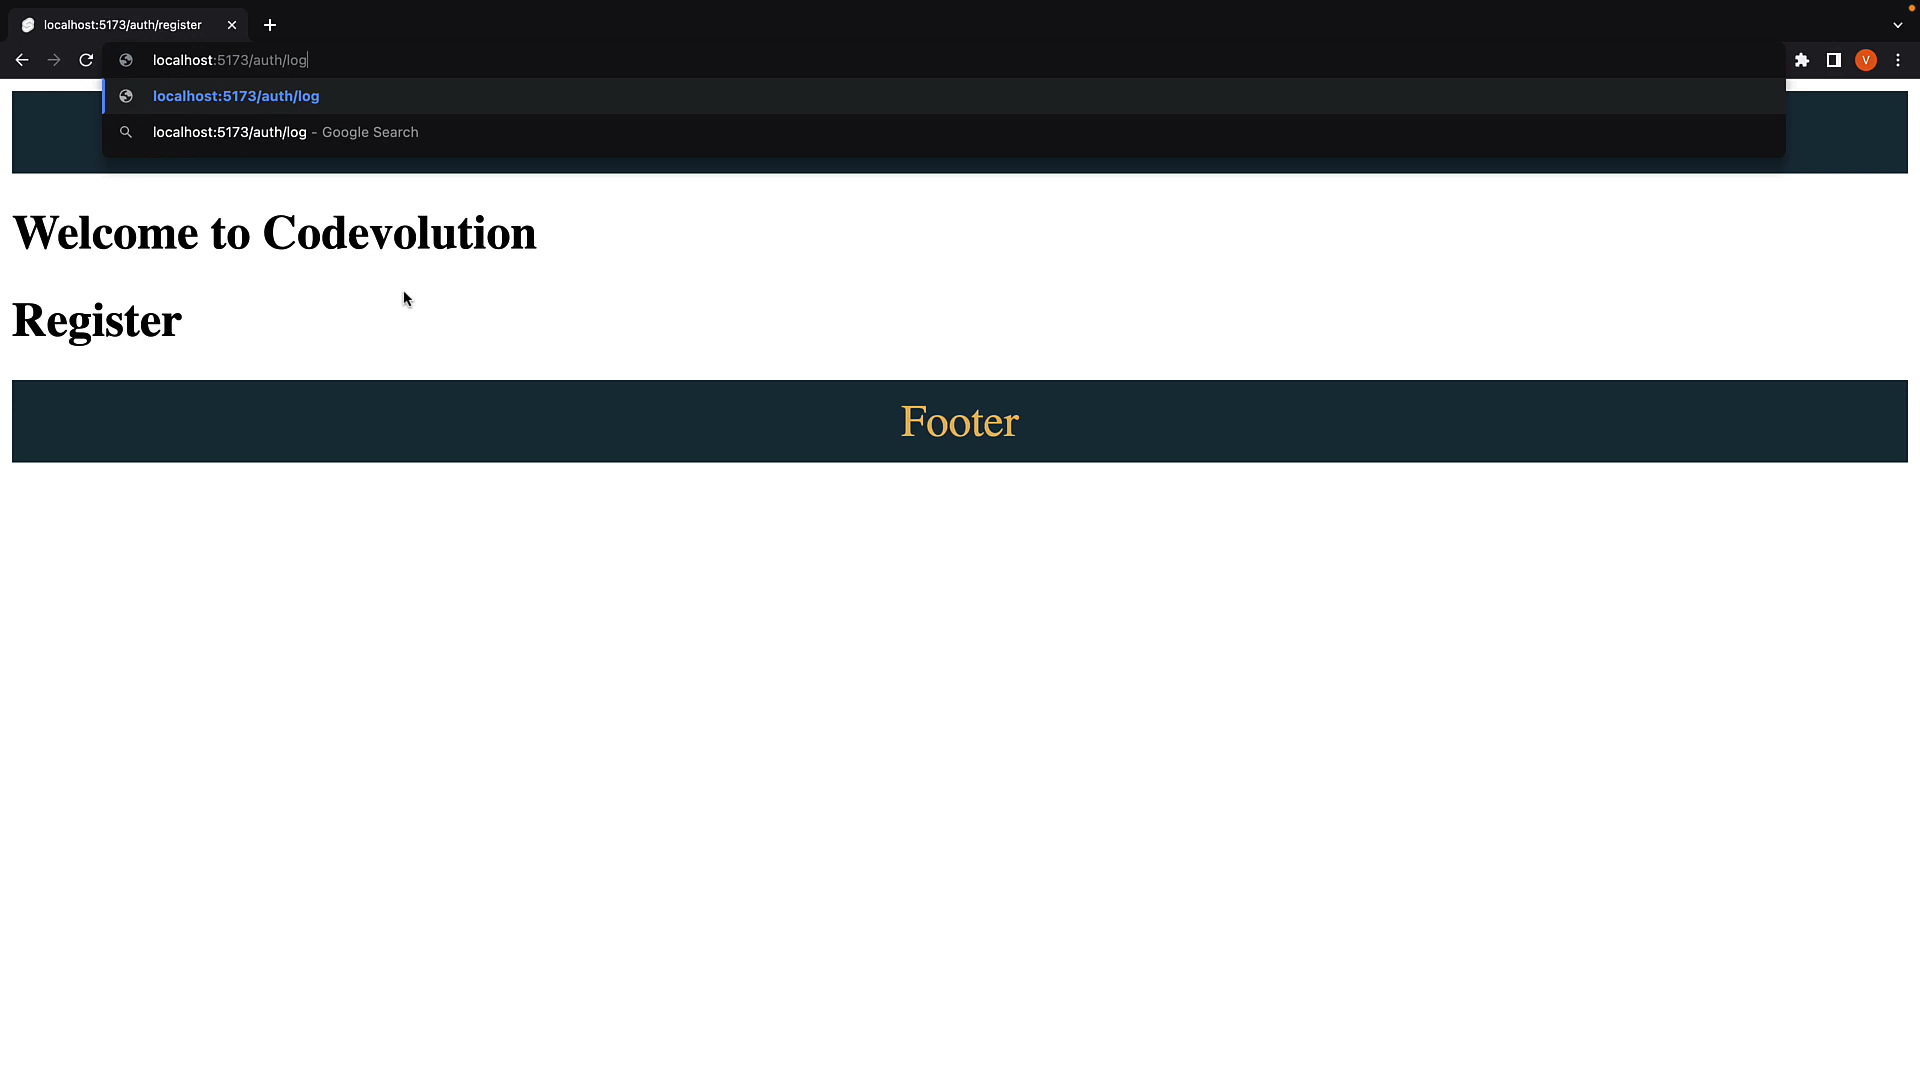 localhost:5173/auth/register
localhost:5173/auth/log
V
localhost:5173/auth/log
localhost:5173/auth/log - Google Search
Welcome to Codevolution
Register
Footer